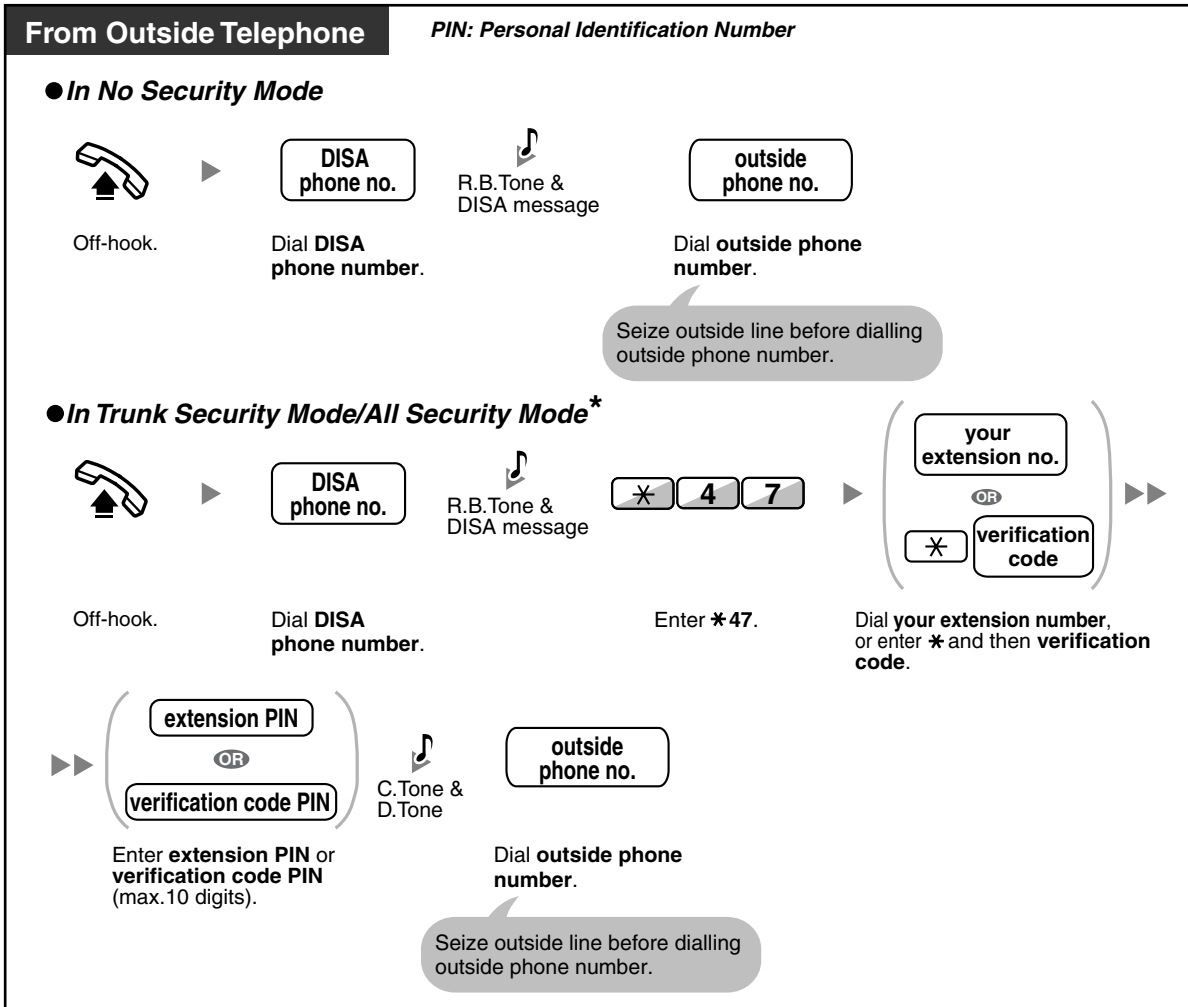 From Outside Telephone
PIN: Personal Identification Number
●In No Security Mode
DISA
phone no.
R.B.Tone &
DISA message
outside
phone no.
Off-hook.
Dial DISA
phone number.
Dial outside phone
number.
Seize outside line before dialling
outside phone number.
●In Trunk Security Mode/All Security Mode*
DISA
phone no.
R.B.Tone &
DISA message
* 4 7
your
extension no.
OR
* verification
code
Off-hook.
Dial DISA
phone number.
Enter *47.
Dial your extension number,
or enter * and then verification
code.
extension PIN
OR
verification code PIN
C.Tone &
D.Tone
outside
phone no.
Enter extension PIN or
verification code PIN
(max.10 digits).
Dial outside phone
number.
Seize outside line before dialling
outside phone number.